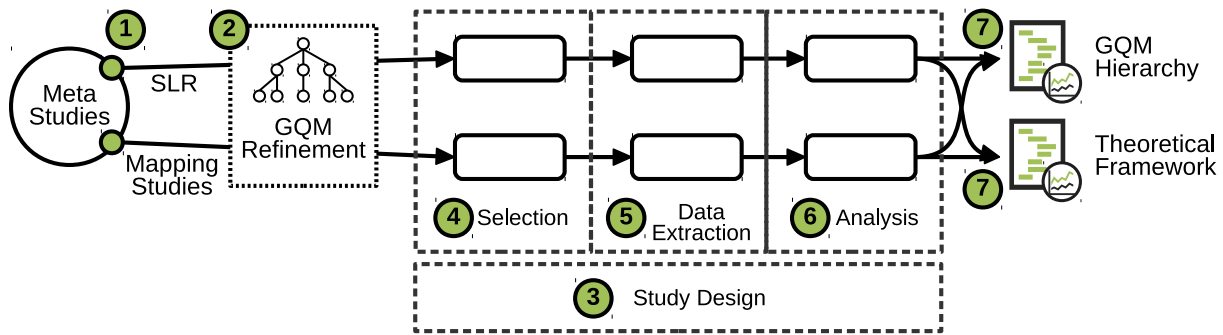 1
2
7
Meta
Studies
SLR
Mapping
Studies
GQM
Refinement
GQM
Hierarchy
Theoretical
Framework
4 Selection
5 Data
Extraction
6 Analysis
7
3 Study Design